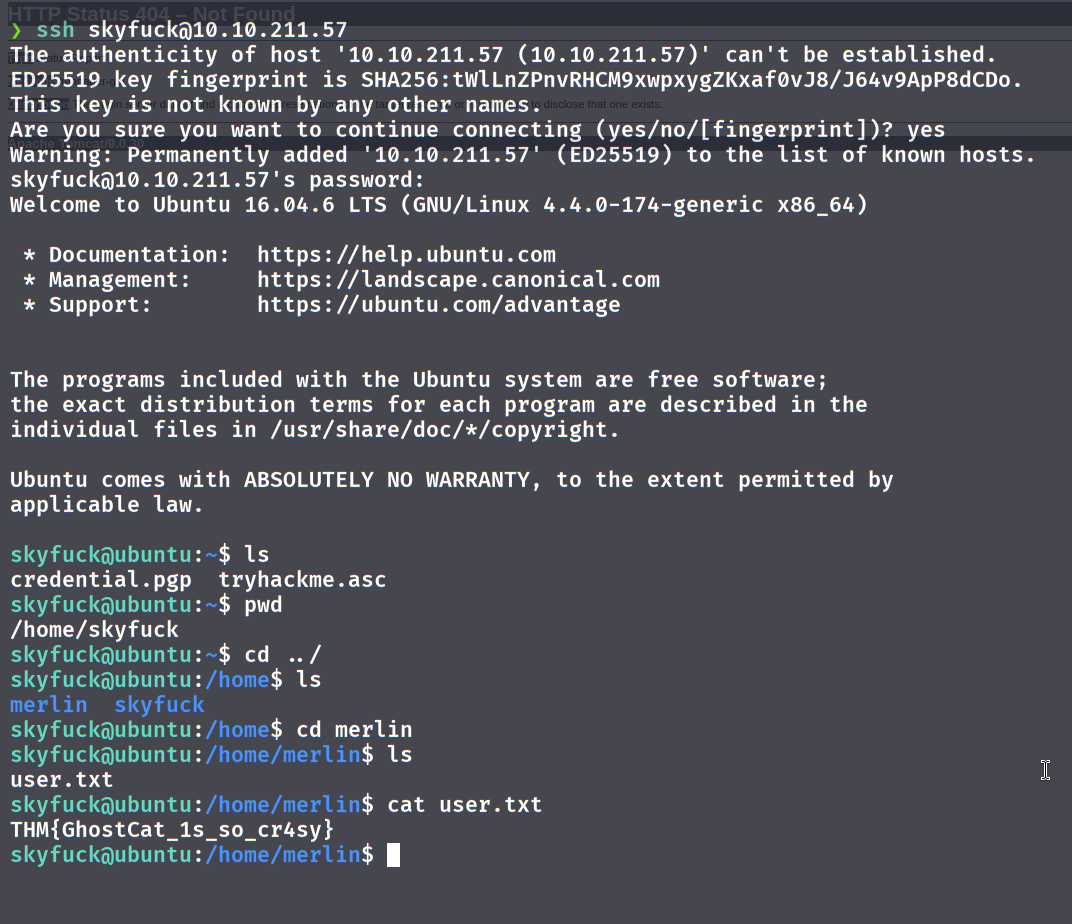 HTTP Status 404 – Not Found
❯ ssh skyfuck@10.10.211.57
The authenticity of host '10.10.211.57 (10.10.211.57)' can't be established.
ED25519 key fingerprint is SHA256:tWlLnZPnvRHCM9xwpxygZKxaf0vJ8/J64v9ApP8dCDo.
This key is not known by any other names.
to disclose that one exists.
Are you sure you want to continue connecting (yes/no/[fingerprint])? yes
Apache Tomcat/9.0.30
Warning: Permanently added '10.10.211.57' (ED25519) to the list of known hosts.
skyfuck@10.10.211.57's password:
Welcome to Ubuntu 16.04.6 LTS (GNU/Linux 4.4.0-174-generic x86_64)
* Documentation:  https://help.ubuntu.com
* Management:     https://landscape.canonical.com
* Support:        https://ubuntu.com/advantage
The programs included with the Ubuntu system are free software;
the exact distribution terms for each program are described in the
individual files in /usr/share/doc/*/copyright.
Ubuntu comes with ABSOLUTELY NO WARRANTY, to the extent permitted by
applicable law.
skyfuck@ubuntu:~$ ls
credential.pgp  tryhackme.asc
skyfuck@ubuntu:~$ pwd
/home/skyfuck
skyfuck@ubuntu:~$ cd ../
skyfuck@ubuntu:/home$ ls
merlin  skyfuck
skyfuck@ubuntu:/home$ cd merlin
skyfuck@ubuntu:/home/merlin$ ls
user.txt
skyfuck@ubuntu:/home/merlin$ cat user.txt
THM{GhostCat_1s_so_cr4sy}
skyfuck@ubuntu:/home/merlin$